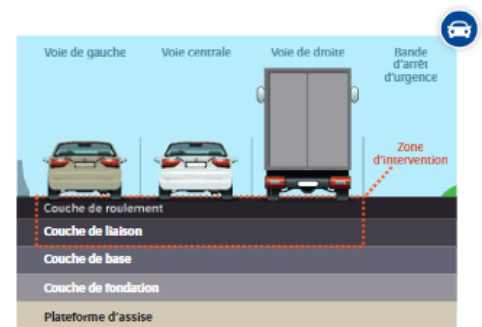 Voie de gauche
Voie centrale
Voie de droite
Bande
d'arrêt
d'urgence
Zone
d'intervention
Couche de roulement
Couche de liaison
Couche de base
Couche de fondation
Plateforme d'assise